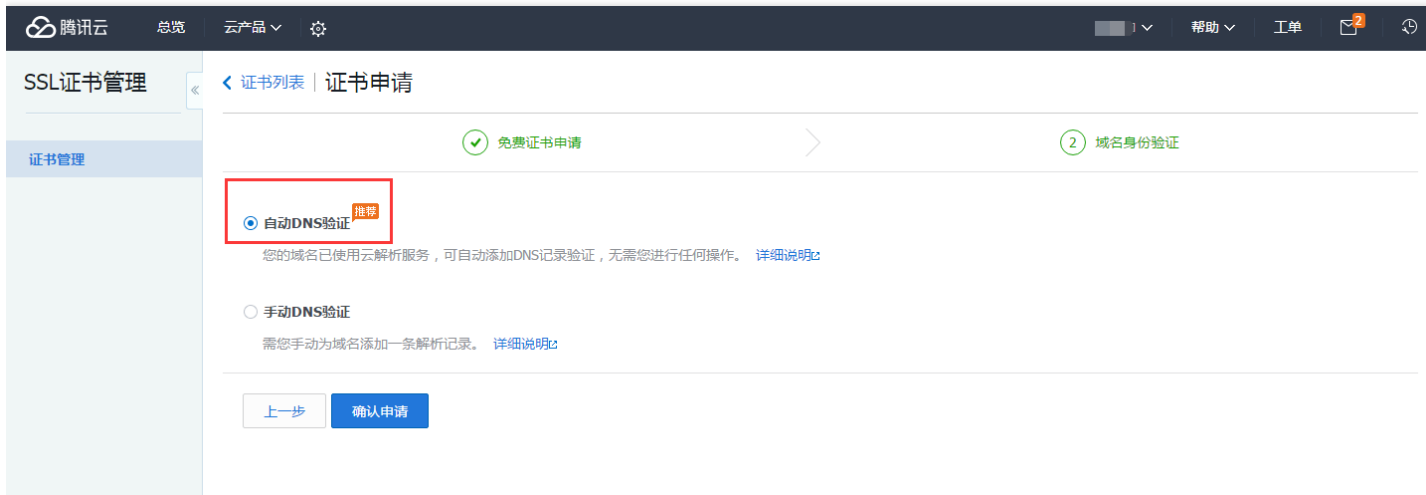 腾讯云 总览 云产品 帮助 工单 2
SSL证书管理
«
证书列表 | 证书申请
免费证书申请
2 域名身份验证
证书管理
自动DNS验证 推荐
您的域名已使用云解析服务，可自动添加DNS记录验证，无需您进行任何操作。 详细说明
手动DNS验证
需您手动为域名添加一条解析记录。 详细说明
上一步 确认申请